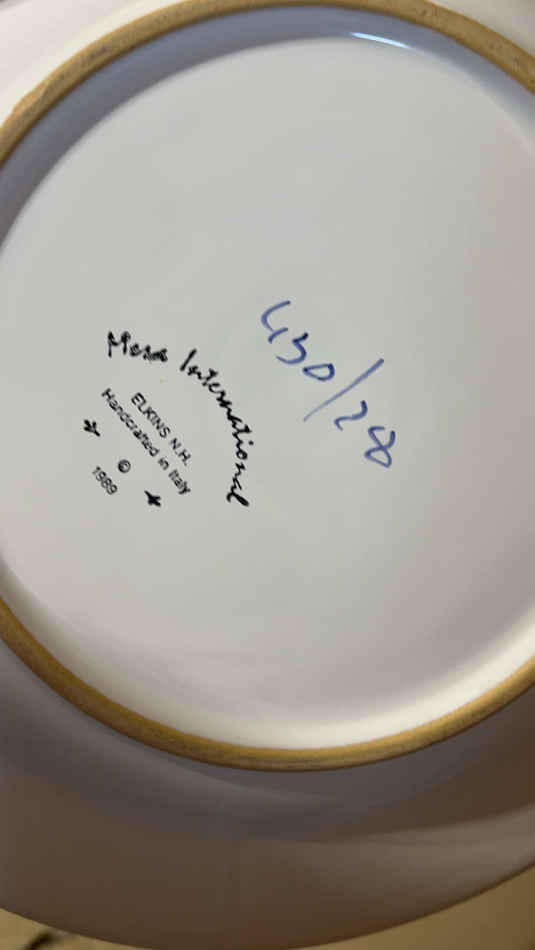 Mesa International
ELKINS N.H.
Handcrafted in Italy
©
1989
430/28